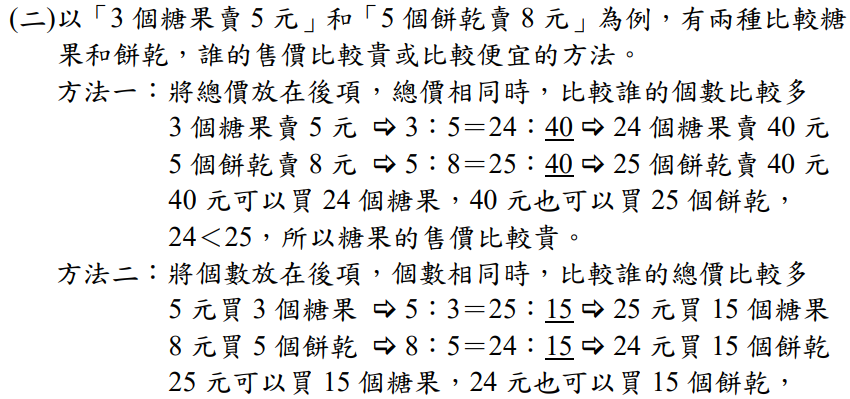 (二)以「3 個糖果賣 5 元」和「5 個餅乾賣 8 元」為例，有兩種比較糖
果和餅乾，誰的售價比較貴或比較便宜的方法。
方法一：將總價放在後項，總價相同時，比較誰的個數比較多
3 個糖果賣 5 元 ➩ 3：5＝24：40 ➩ 24 個糖果賣 40 元
5 個餅乾賣 8 元 ➩ 5：8＝25：40 ➩ 25 個餅乾賣 40 元
40 元可以買 24 個糖果，40 元也可以買 25 個餅乾，
24＜25，所以糖果的售價比較貴。
方法二：將個數放在後項，個數相同時，比較誰的總價比較多
5 元買 3 個糖果 ➩ 5：3＝25：15 ➩ 25 元買 15 個糖果
8 元買 5 個餅乾 ➩ 8：5＝24：15 ➩ 24 元買 15 個餅乾
25 元可以買 15 個糖果，24 元也可以買 15 個餅乾，